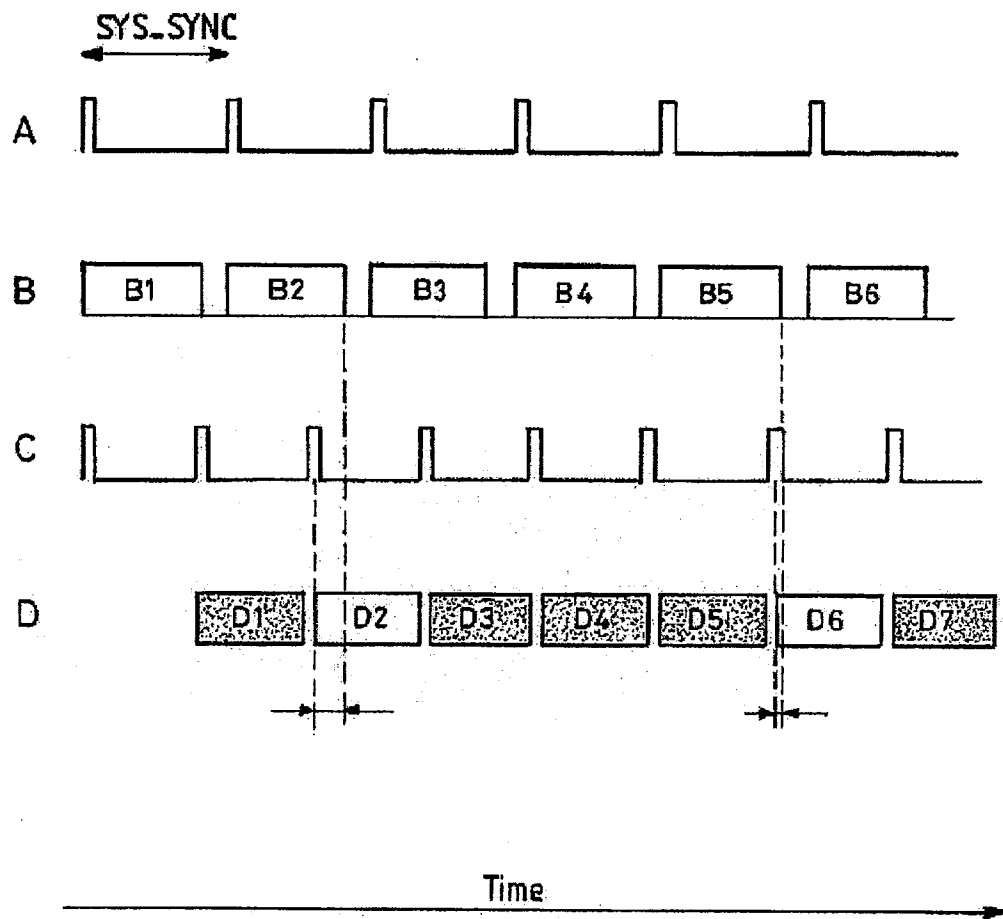 SYS_SYNC
A
B B1 B2 B3 B4 B5 B6
C
D D1 D2 D3 D4 D5 D6 D7
Time